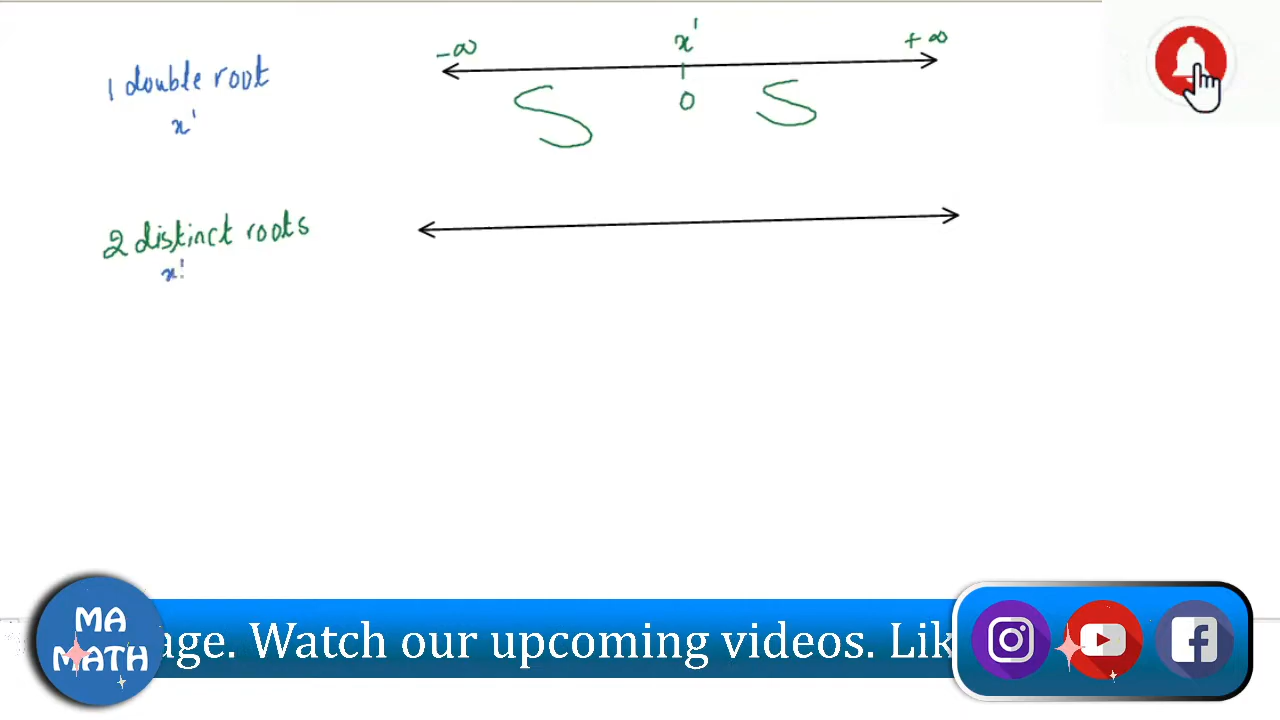 1 double root
x'
-∞ x' +∞
S 0 S
2 distinct roots
x'
MA
MATH
age. Watch our upcoming videos. Lik